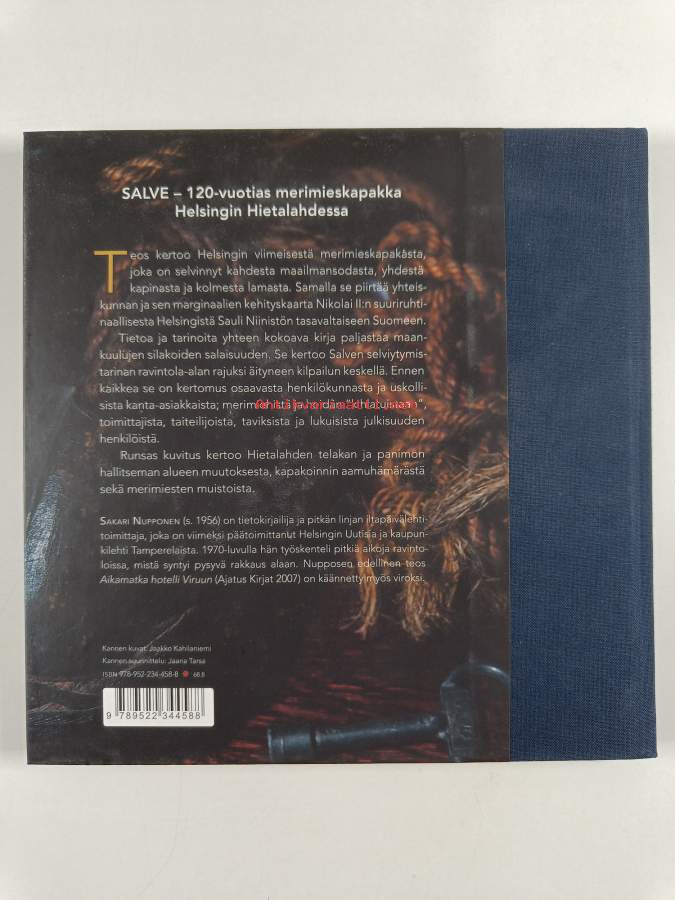 SALVE – 120-vuotias merimieskapakka
Helsingin Hietalahdessa
Teos kertoo Helsingin viimeisestä merimieskapakasta,
joka on selvinnyt kahdesta maailmansodasta, yhdestä
kapinasta ja kolmesta lamasta. Samalla se piirtää yhteis-
kunnan ja sen marginaalien kehityskaarta Nikolai II:n suuriruhti-
naallisesta Helsingistä Sauli Niinistön tasavaltaiseen Suomeen.
Tietoa ja tarinoita yhteen kokoava kirja paljastaa maan-
kuulujen silakoiden salaisuuden. Se kertoo Salven selviytymis-
tarinan ravintola-alan rajuksi äityneen kilpailun keskellä. Ennen
kaikkea se on kertomus osaavasta henkilökunnasta ja uskolli-
sista kanta-asiakkaista;
toimittajista, taiteilijoista, taviksista ja lukuisista julkisuuden
henkilöistä.
Runsas kuvitus kertoo Hietalahden telakan ja panimon
hallitseman alueen muutoksesta, kapakoinnin aamuhämärästä
sekä merimiesten muistoista.
SAKARI NUPPONEN (s. 1956) on tietokirjailija ja pitkän linjan iltapäivälehti-
toimittaja, joka on viimeksi päätoimittanut Helsingin Uutisia ja kaupun-
kilehti Tamperelaista. 1970-luvulla hän työskenteli pitkiä aikoja ravinto-
loissa, mistä syntyi pysyvä rakkaus alaan. Nupposen edellinen teos
Aikamatka hotelli Viruun (Ajatus Kirjat 2007) on käännetty myös viroksi.
Kannen kuvat: Jaakko Kahilaniemi
Kannen suunnittelu: Jaana Tarsa
ISBN 978-952-234-458-8 * 68.8
9 789522 344588